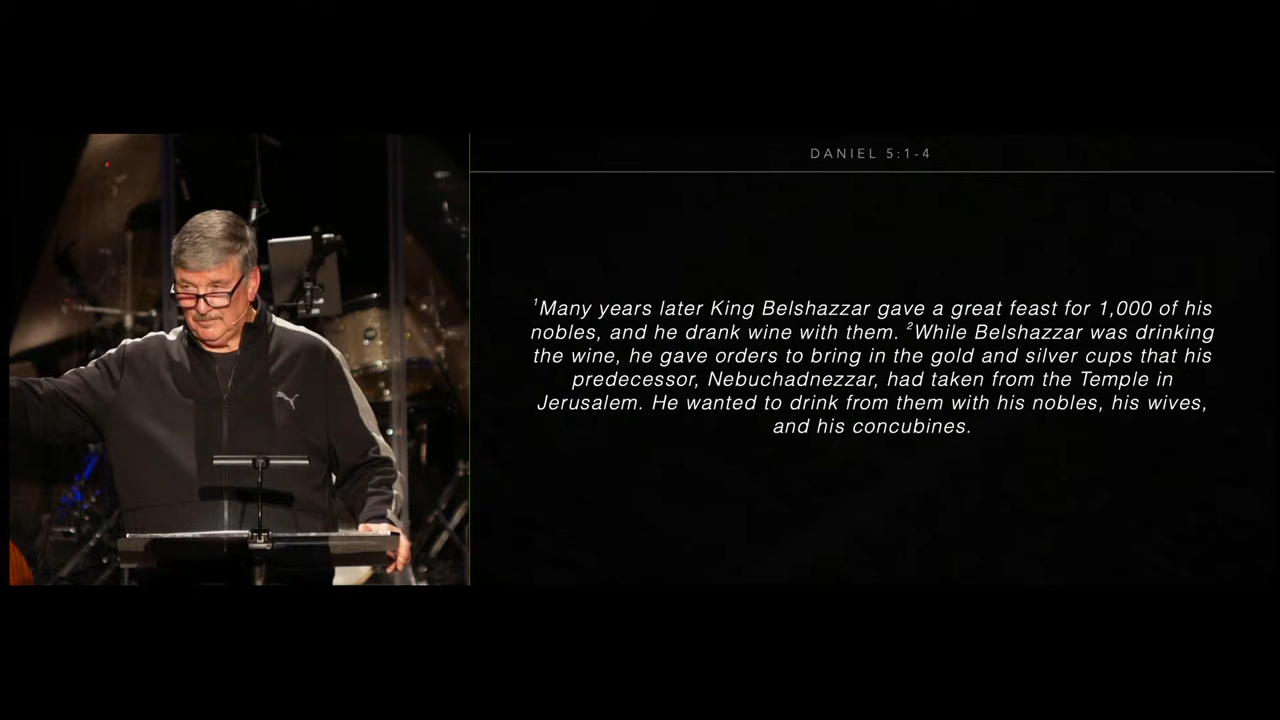 DANIEL 5:1-4
¹Many years later King Belshazzar gave a great feast for 1,000 of his
nobles, and he drank wine with them. ²While Belshazzar was drinking
the wine, he gave orders to bring in the gold and silver cups that his
predecessor, Nebuchadnezzar, had taken from the Temple in
Jerusalem. He wanted to drink from them with his nobles, his wives,
and his concubines.